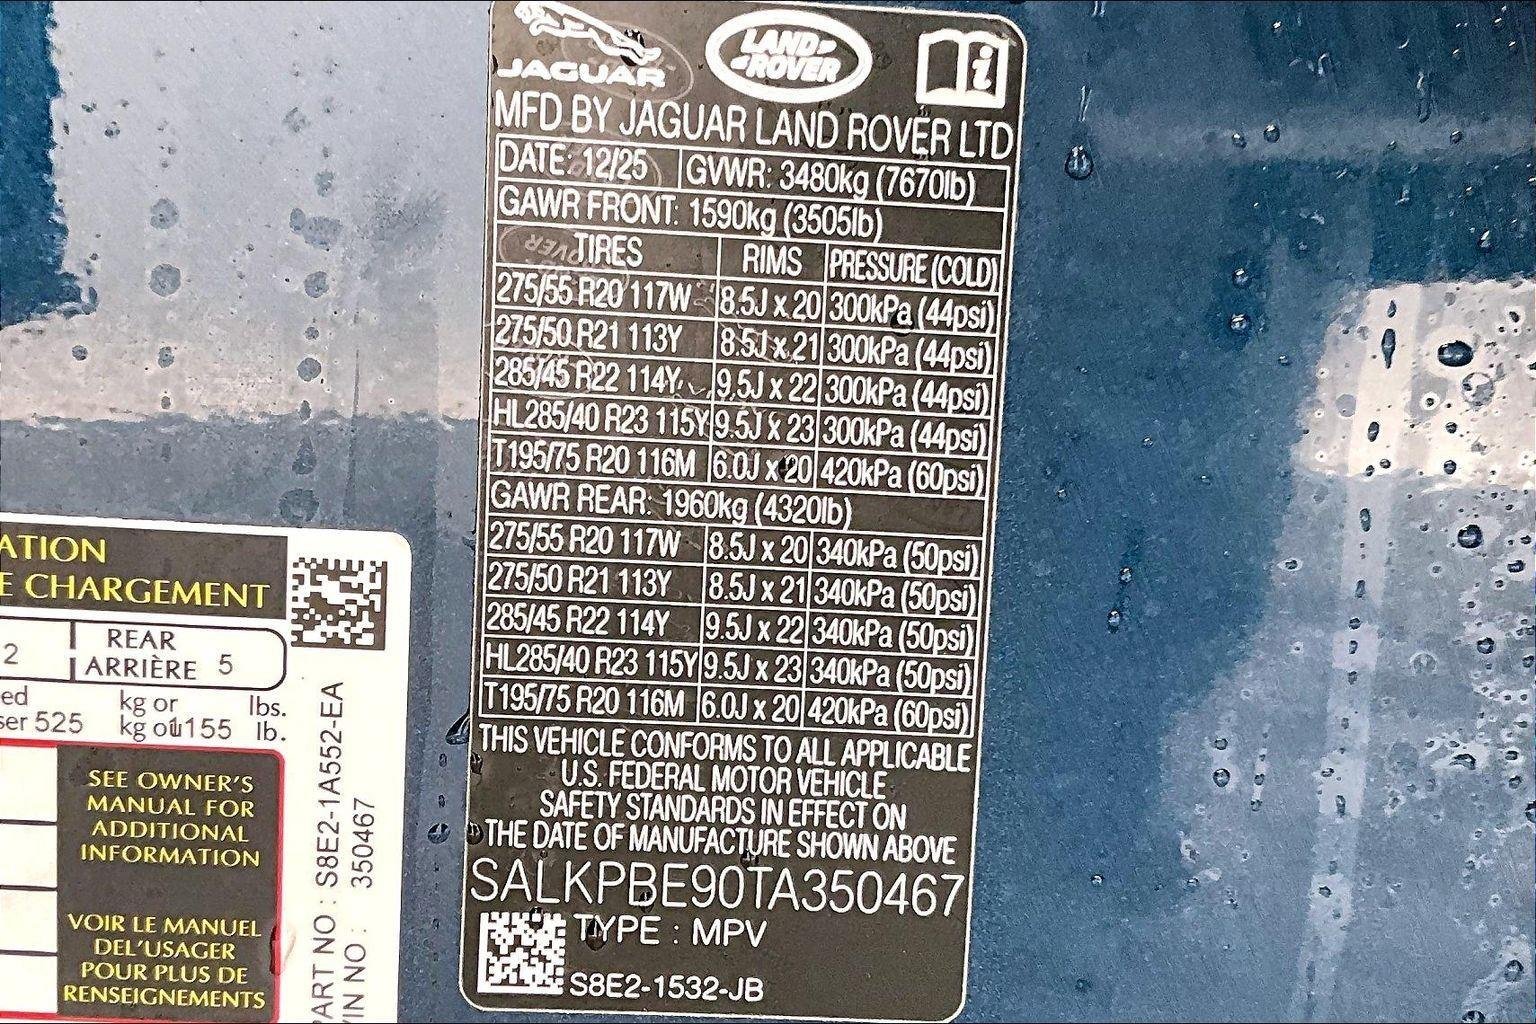 JAGUAR
LAND ROVER
MFD BY JAGUAR LAND ROVER LTD
DATE: 12/25 GVWR: 3480kg (7670lb)
GAWR FRONT: 1590kg (3505lb)
TIRES RIMS PRESSURE (COLD)
275/55 R20 117W 8.5J x 20 300kPa (44psi)
275/50 R21 113Y 8.5J x 21 300kPa (44psi)
285/45 R22 114Y 9.5J x 22 300kPa (44psi)
HL285/40 R23 115Y 9.5J x 23 300kPa (44psi)
T195/75 R20 116M 6.0J x 20 420kPa (60psi)
GAWR REAR: 1960kg (4320lb)
275/55 R20 117W 8.5J x 20 340kPa (50psi)
275/50 R21 113Y 8.5J x 21 340kPa (50psi)
285/45 R22 114Y 9.5J x 22 340kPa (50psi)
HL285/40 R23 115Y 9.5J x 23 340kPa (50psi)
T195/75 R20 116M 6.0J x 20 420kPa (60psi)
THIS VEHICLE CONFORMS TO ALL APPLICABLE
U.S. FEDERAL MOTOR VEHICLE
SAFETY STANDARDS IN EFFECT ON
THE DATE OF MANUFACTURE SHOWN ABOVE
SALKPBE90TA350467
TYPE : MPV
S8E2-1532-JB
ATION
E CHARGEMENT
2 REAR
ARRIÈRE 5
ed kg or lbs.
ser 525 kg ou 1155 lb.
SEE OWNER'S
MANUAL FOR
ADDITIONAL
INFORMATION
VOIR LE MANUEL
DEL'USAGER
POUR PLUS DE
RENSEIGNEMENTS
PART NO : S8E2-1A552-EA
VIN NO : 350467